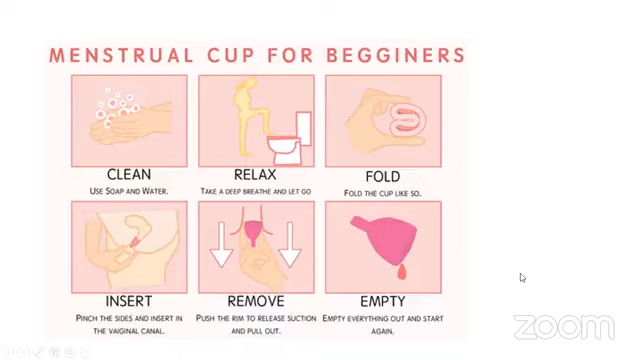 MENSTRUAL CUP FOR BEGGINERS
CLEAN
USE SOAP AND WATER.
RELAX
TAKE A DEEP BREATHE AND LET GO
FOLD
FOLD THE CUP LIKE SO.
INSERT
PINCH THE SIDES AND INSERT IN
THE VAIGINAL CANAL.
REMOVE
PUSH THE RIM TO RELEASE SUCTION
AND PULL OUT.
EMPTY
EMPTY EVERYTHING OUT AND START
AGAIN.
zoom